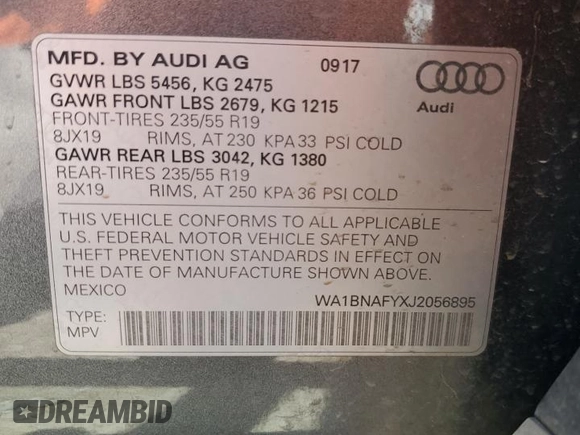 MFD. BY AUDI AG 0917
GVWR LBS 5456, KG 2475
GAWR FRONT LBS 2679, KG 1215
FRONT-TIRES 235/55 R19
8JX19 RIMS, AT 230 KPA 33 PSI COLD
GAWR REAR LBS 3042, KG 1380
REAR-TIRES 235/55 R19
8JX19 RIMS, AT 250 KPA 36 PSI COLD
Audi
THIS VEHICLE CONFORMS TO ALL APPLICABLE
U.S. FEDERAL MOTOR VEHICLE SAFETY AND
THEFT PREVENTION STANDARDS IN EFFECT ON
THE DATE OF MANUFACTURE SHOWN ABOVE.
MEXICO WA1BNAFYXJ2056895
TYPE:
MPV
DREAMBID